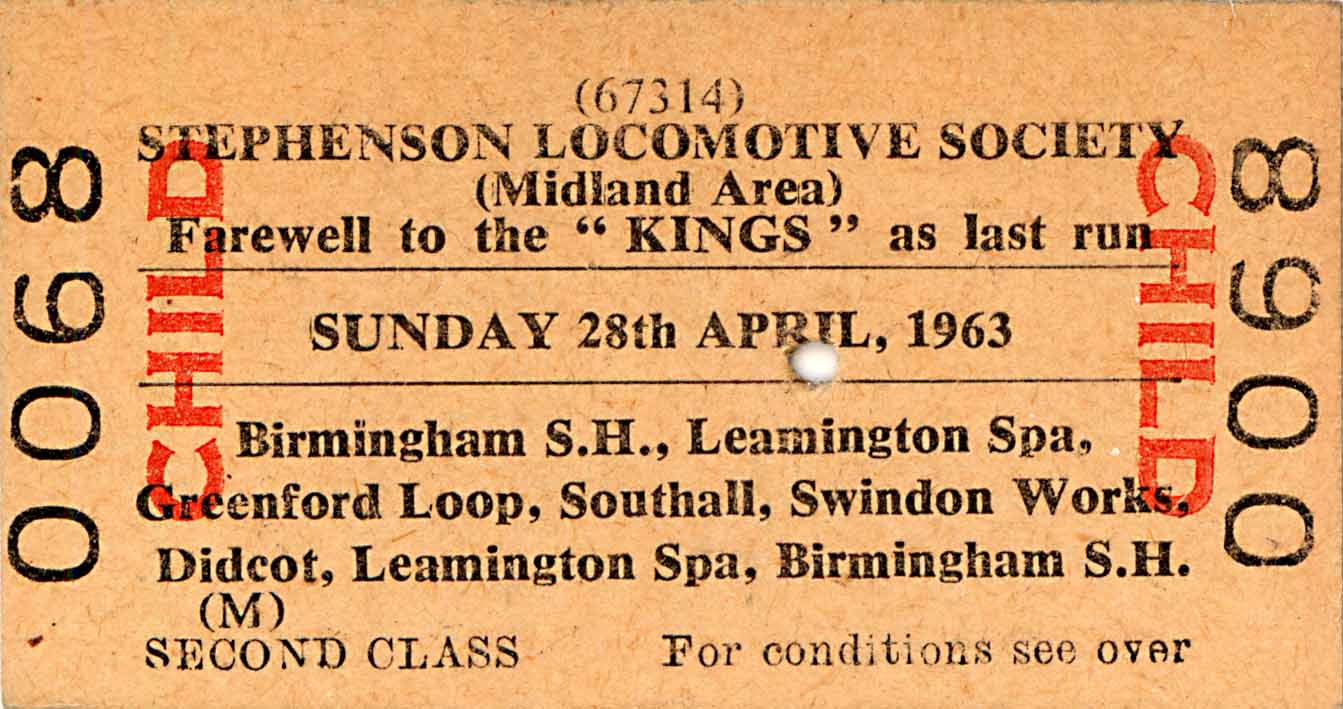 (67314)
STEPHENSON LOCOMOTIVE SOCIETY
(Midland Area)
Farewell to the “ KINGS ” as last run
SUNDAY 28th APRIL, 1963
Birmingham S.H., Leamington Spa,
Greenford Loop, Southall, Swindon Works,
Didcot, Leamington Spa, Birmingham S.H.
(M)
SECOND CLASS For conditions see over
0068
CHILD
CHILD
0068